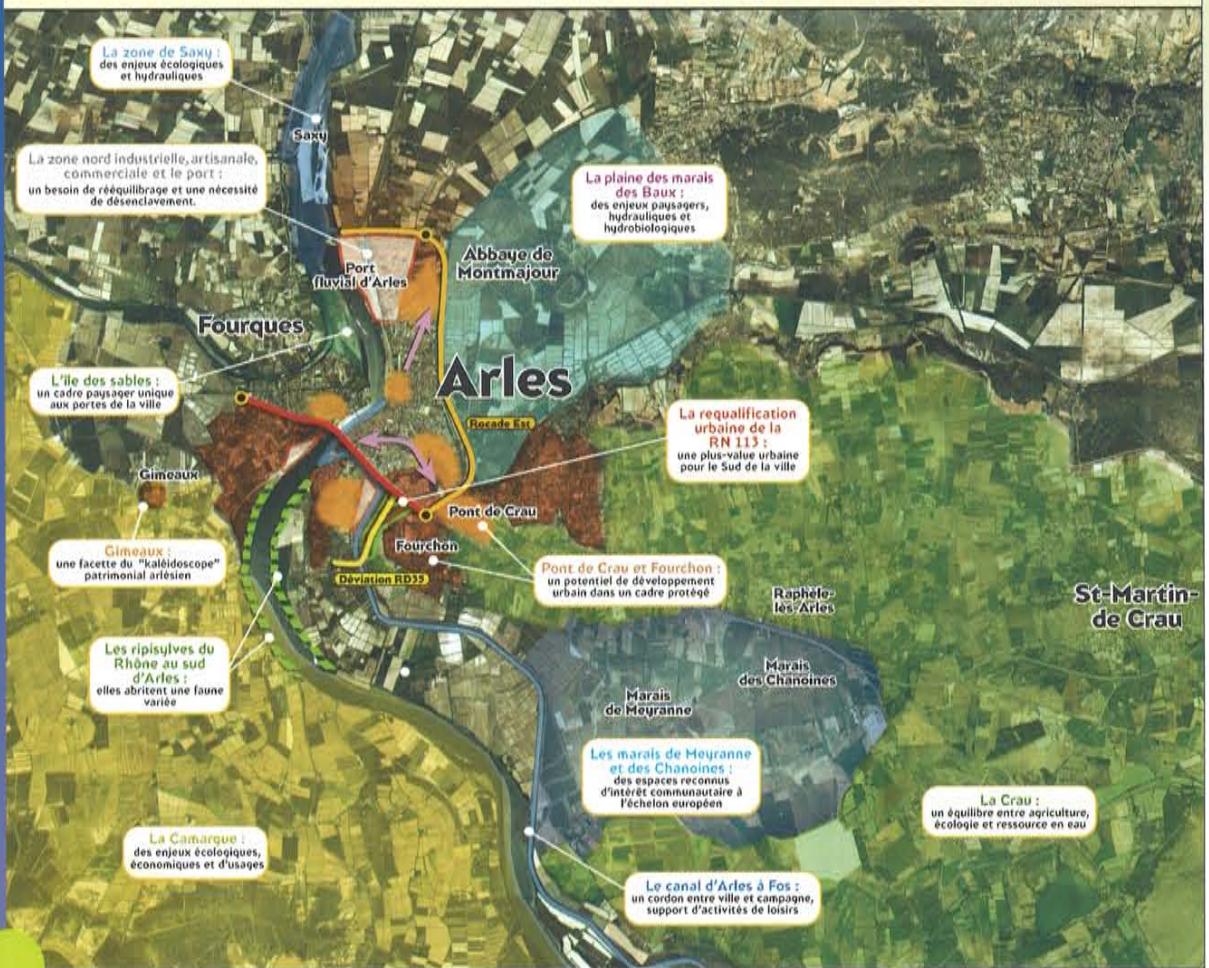 La zone de Saxy :
des enjeux écologiques
et hydrauliques
Saxy
La zone nord industrielle, artisanale,
commerciale et le port :
un besoin de rééquilibrage et une nécessité
de désenclavement.
La plaine des marais
des Baux :
des enjeux paysagers,
hydrauliques et
hydrobiologiques
Port
fluvial d'Arles
Abbaye de
Montmajour
Fourques
Arles
L'île des sables :
un cadre paysager unique
aux portes de la ville
Rocade Est
La requalification
urbaine de la
RN 113 :
une plus-value urbaine
pour le Sud de la ville
Gimeaux
Pont de Crau
Fourchon
Gimeaux :
une facette du "kaléidoscope"
patrimonial arlésien
Déviation RD35
Pont de Crau et Fourchon :
un potentiel de développement
urbain dans un cadre protégé
Raphèle-
lès-Arles
St-Martin-
de Crau
Les ripisylves du
Rhône au sud
d'Arles :
elles abritent une faune
variée
Marais
des Chanoines
Marais
de Meyranne
Les marais de Meyranne
et des Chanoines :
des espaces reconnus
d'intérêt communautaire à
l'échelon européen
La Crau :
un équilibre entre agriculture,
écologie et ressource en eau
La Camargue :
des enjeux écologiques,
économiques et d'usages
Le canal d'Arles à Fos :
un cordon entre ville et campagne,
support d'activités de loisirs